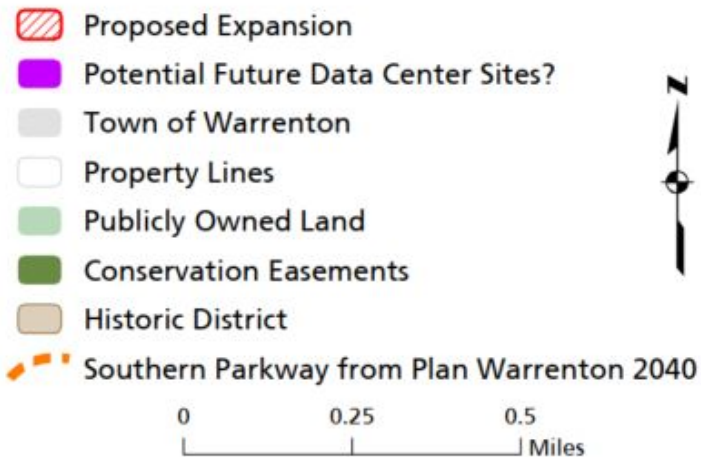 Proposed Expansion
Potential Future Data Center Sites?
Town of Warrenton
Property Lines
Publicly Owned Land
Conservation Easements
Historic District
Southern Parkway from Plan Warrenton 2040
N
0 0.25 0.5
Miles